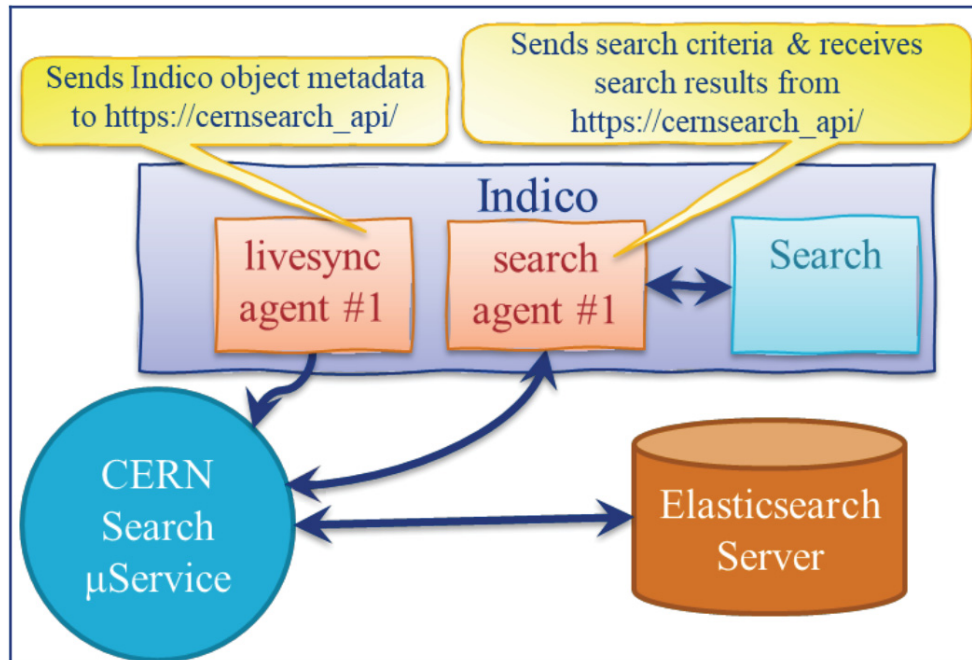 Sends Indico object metadata
to https://cernsearch_api/
Sends search criteria & receives
search results from
https://cernsearch_api/
Indico
livesync
agent #1
search
agent #1
Search
CERN
Search
µService
Elasticsearch
Server